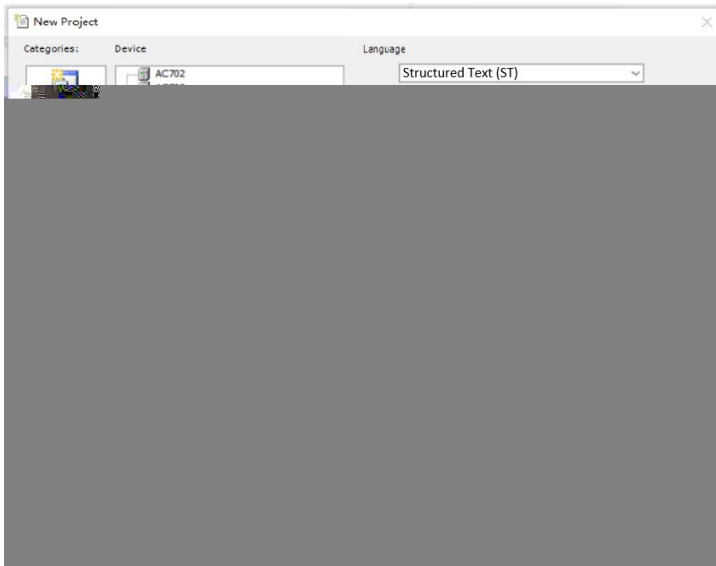 New Project
Categories:
Device
Language
AC702
Structured Text (ST)